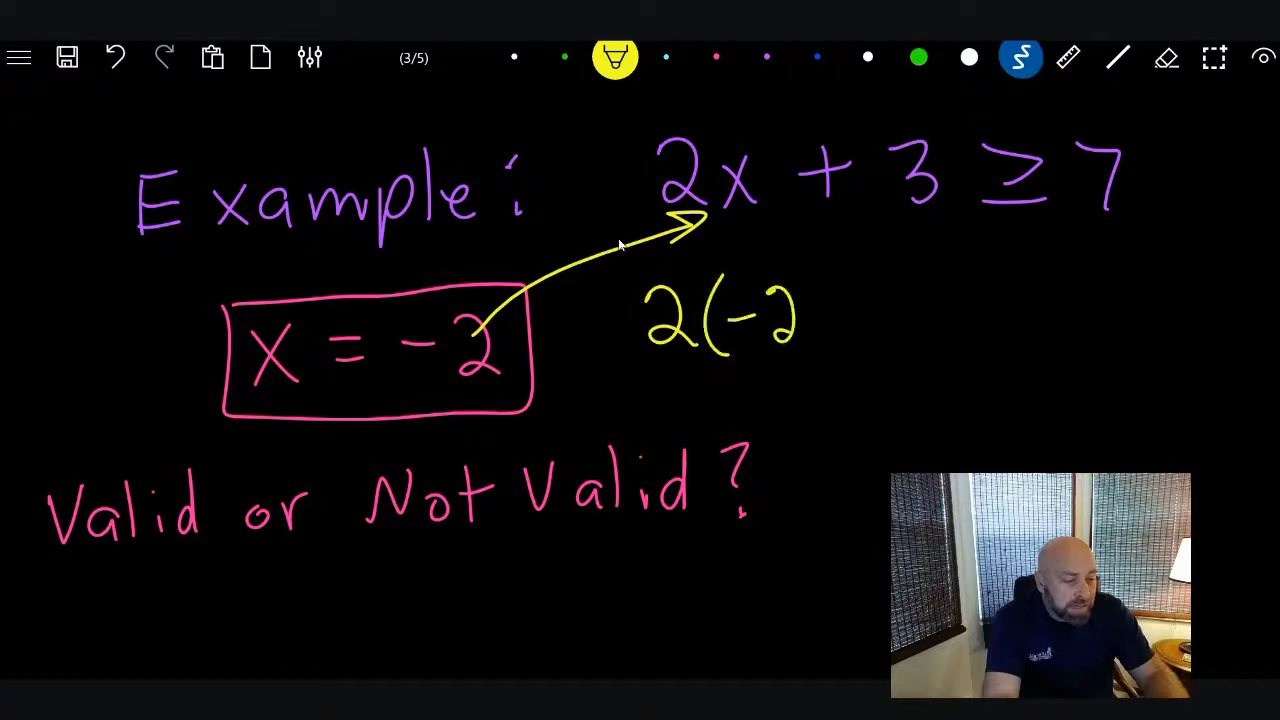 (3/5)
Example: 2x + 3 ≥ 7
x = -2
2(-2
Valid or Not Valid?